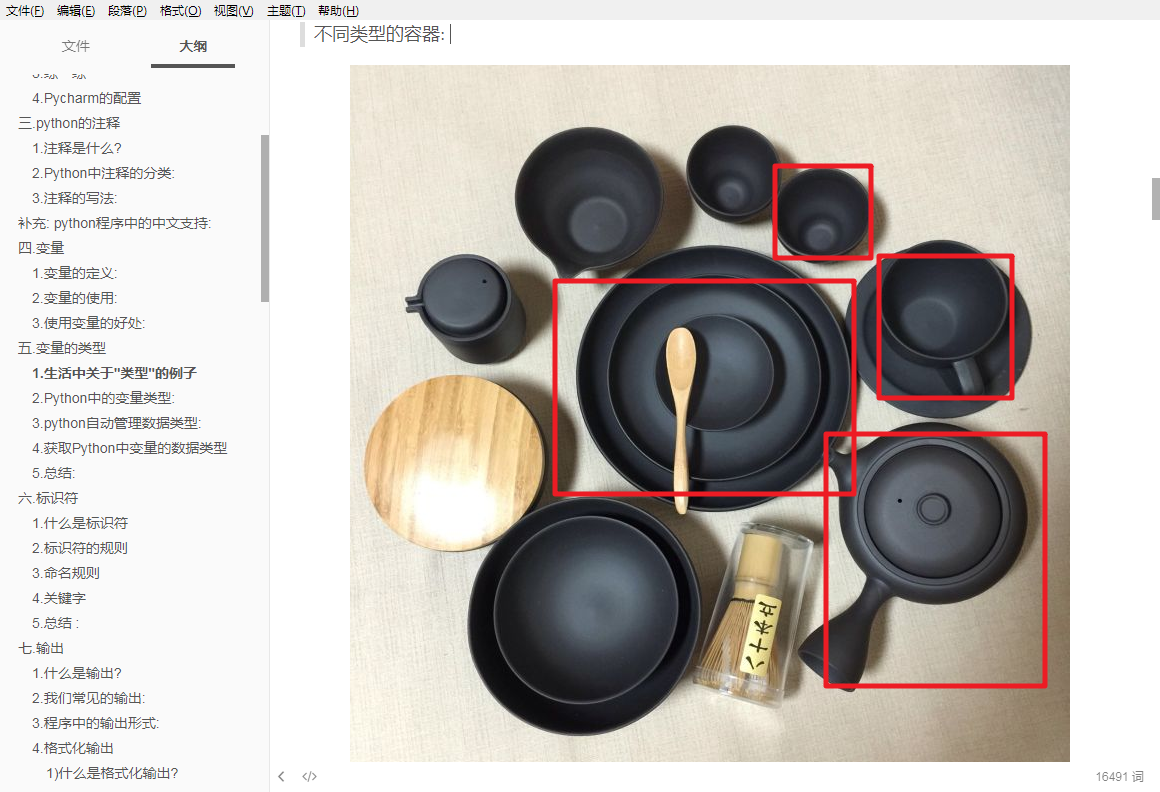 文件(F) 编辑(E) 段落(P) 格式(O) 视图(V) 主题(T) 帮助(H)
文件 大纲
4.Pycharm的配置
三.python的注释
1.注释是什么?
2.Python中注释的分类:
3.注释的写法:
补充: python程序中的中文支持:
四.变量
1.变量的定义:
2.变量的使用:
3.使用变量的好处:
五.变量的类型
1.生活中关于"类型"的例子
2.Python中的变量类型:
3.python自动管理数据类型:
4.获取Python中变量的数据类型
5.总结:
六.标识符
1.什么是标识符
2.标识符的规则
3.命名规则
4.关键字
5.总结 :
七.输出
1.什么是输出?
2.我们常见的输出:
3.程序中的输出形式:
4.格式化输出
1)什么是格式化输出?
不同类型的容器:
八十本立
</>
16491 词